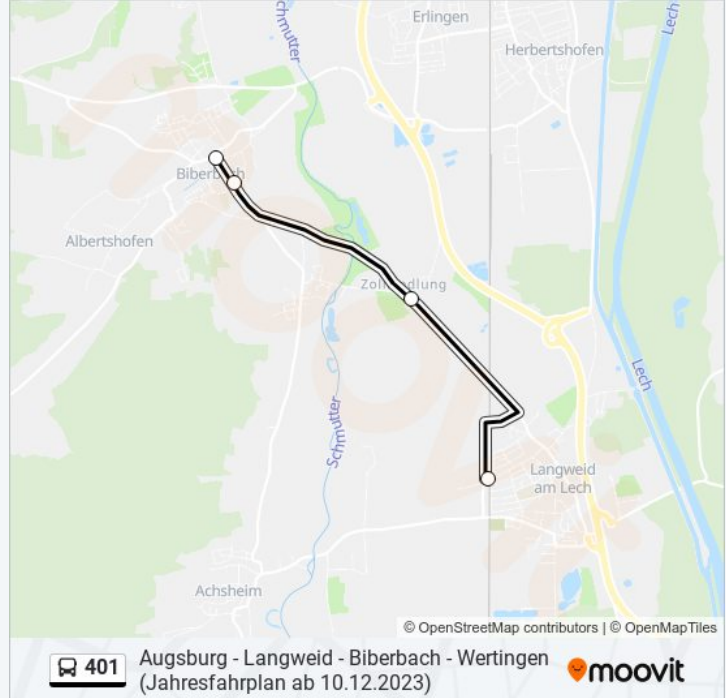 Erlingen
Lech
chmutter
Herbertshofen
Biberbach
Albertshofen
Zollsiedlung
Lech
Schmutter
Langweid
am Lech
Achsheim
© OpenStreetMap contributors | © OpenMapTiles
401
Augsburg - Langweid - Biberbach - Wertingen
(Jahresfahrplan ab 10.12.2023)
moovit